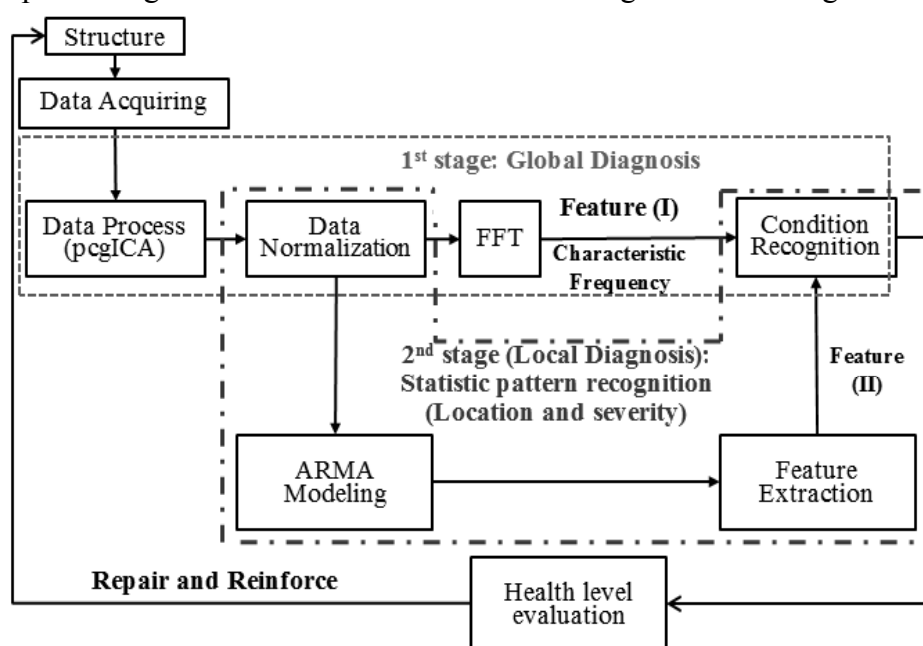 Structure
Data Acquiring
1st stage: Global Diagnosis
Data Process
(pcgICA)
Data
Normalization
FFT
Feature (I)
Characteristic
Frequency
Condition
Recognition
2nd stage (Local Diagnosis):
Statistic pattern recognition
(Location and severity)
Feature
(II)
ARMA
Modeling
Feature
Extraction
Repair and Reinforce
Health level
evaluation